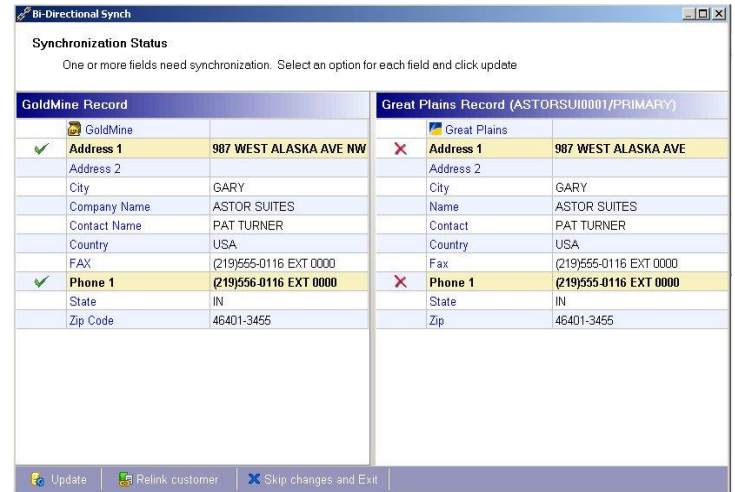 Bi-Directional Synch
Synchronization Status
One or more fields need synchronization. Select an option for each field and click update
GoldMine Record
GoldMine
Address 1 987 WEST ALASKA AVE NW
Address 2
City GARY
Company Name ASTOR SUITES
Contact Name PAT TURNER
Country USA
FAX (219)555-0116 EXT 0000
Phone 1 (219)556-0116 EXT 0000
State IN
Zip Code 46401-3455
Great Plains Record (ASTORSUI0001/PRIMARY)
Great Plains
Address 1 987 WEST ALASKA AVE
Address 2
City GARY
Name ASTOR SUITES
Contact PAT TURNER
Country USA
Fax (219)555-0116 EXT 0000
Phone 1 (219)555-0116 EXT 0000
State IN
Zip 46401-3455
Update Relink customer Skip changes and Exit